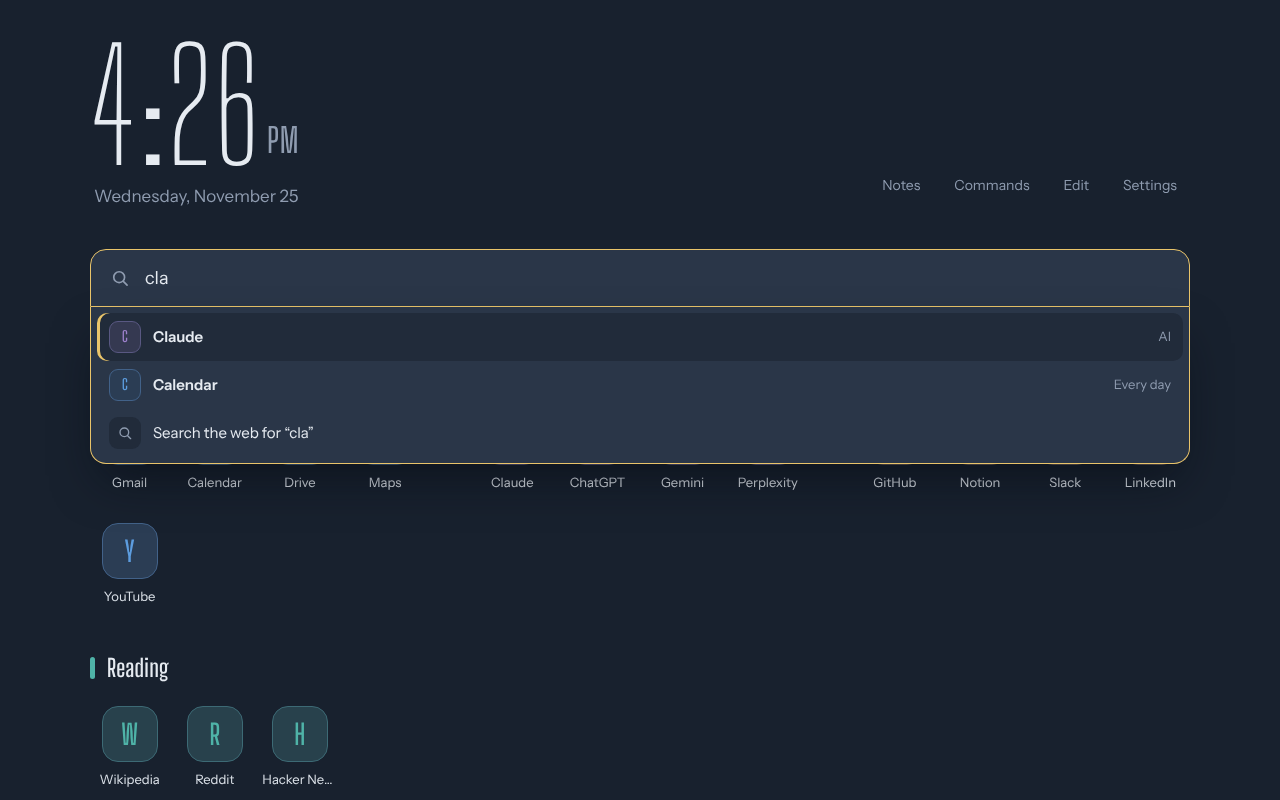 4:26 PM
Wednesday, November 25
Notes Commands Edit Settings
cla
C Claude AI
C Calendar Every day
Search the web for “cla”
Gmail Calendar Drive Maps Claude ChatGPT Gemini Perplexity GitHub Notion Slack LinkedIn
Y
YouTube
Reading
W R H
Wikipedia Reddit Hacker Ne...